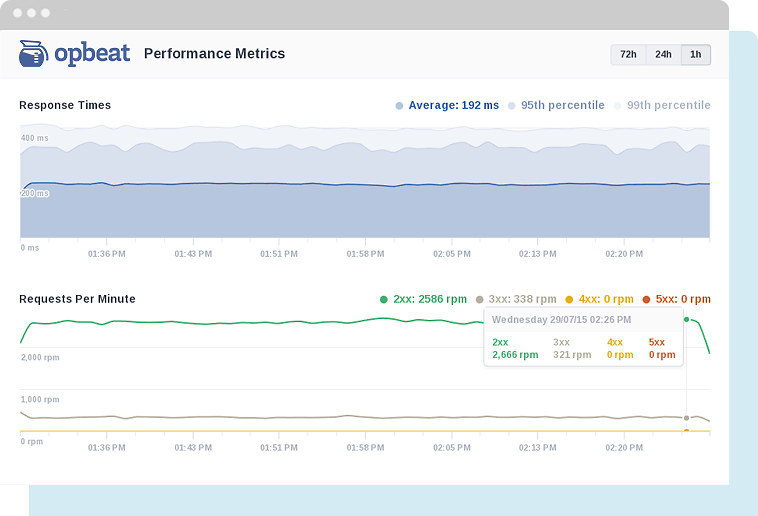 opbeat Performance Metrics 72h 24h 1h
Response Times Average: 192 ms 95th percentile 99th percentile
400 ms
200 ms
0 ms
01:36 PM 01:43 PM 01:51 PM 01:58 PM 02:05 PM 02:13 PM 02:20 PM
Requests Per Minute 2xx: 2586 rpm 3xx: 338 rpm 4xx: 0 rpm 5xx: 0 rpm
Wednesday 29/07/15 02:26 PM
2xx 3xx 4xx 5xx
2,666 rpm 321 rpm 0 rpm 0 rpm
2,000 rpm
1,000 rpm
0 rpm
01:36 PM 01:43 PM 01:51 PM 01:58 PM 02:05 PM 02:13 PM 02:20 PM